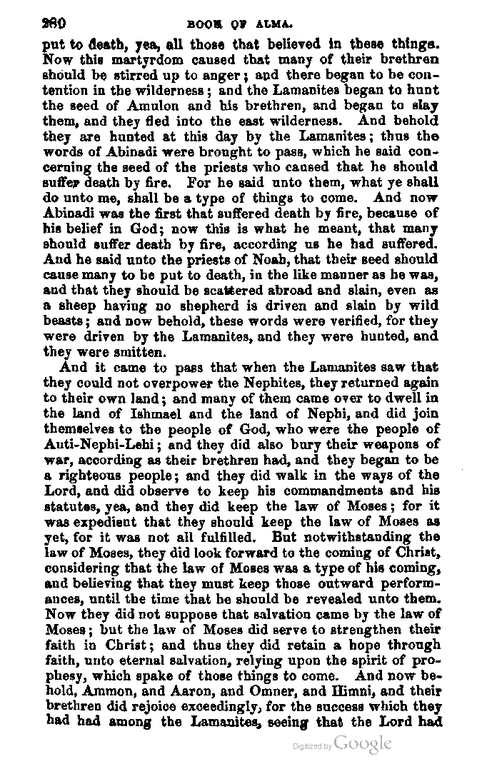 280 BOOK OF ALMA.
put to death, yea, all those that believed in these things.
Now this martyrdom caused that many of their brethren
should be stirred up to anger; and there began to be con-
tention in the wilderness; and the Lamanites began to hunt
the seed of Amulon and his brethren, and began to slay
them, and they fled into the east wilderness. And behold
they are hunted at this day by the Lamanites; thus the
words of Abinadi were brought to pass, which he said con-
cerning the seed of the priests who caused that he should
suffer death by fire. For he said unto them, what ye shall
do unto me, shall be a type of things to come. And now
Abinadi was the first that suffered death by fire, because of
his belief in God; now this is what he meant, that many
should suffer death by fire, according as he had suffered.
And he said unto the priests of Noah, that their seed should
cause many to be put to death, in the like manner as he was,
and that they should be scattered abroad and slain, even as
a sheep having no shepherd is driven and slain by wild
beasts; and now behold, these words were verified, for they
were driven by the Lamanites, and they were hunted, and
they were smitten.
And it came to pass that when the Lamanites saw that
they could not overpower the Nephites, they returned again
to their own land; and many of them came over to dwell in
the land of Ishmael and the land of Nephi, and did join
themselves to the people of God, who were the people of
Anti-Nephi-Lehi; and they did also bury their weapons of
war, according as their brethren had, and they began to be
a righteous people; and they did walk in the ways of the
Lord, and did observe to keep his commandments and his
statutes, yea, and they did keep the law of Moses; for it
was expedient that they should keep the law of Moses as
yet, for it was not all fulfilled. But notwithstanding the
law of Moses, they did look forward to the coming of Christ,
considering that the law of Moses was a type of his coming,
and believing that they must keep those outward perform-
ances, until the time that he should be revealed unto them.
Now they did not suppose that salvation came by the law of
Moses; but the law of Moses did serve to strengthen their
faith in Christ; and thus they did retain a hope through
faith, unto eternal salvation, relying upon the spirit of pro-
phesy, which spake of those things to come. And now be-
hold, Ammon, and Aaron, and Omner, and Himni, and their
brethren did rejoice exceedingly, for the success which they
had had among the Lamanites, seeing that the Lord had
Digitized by Google